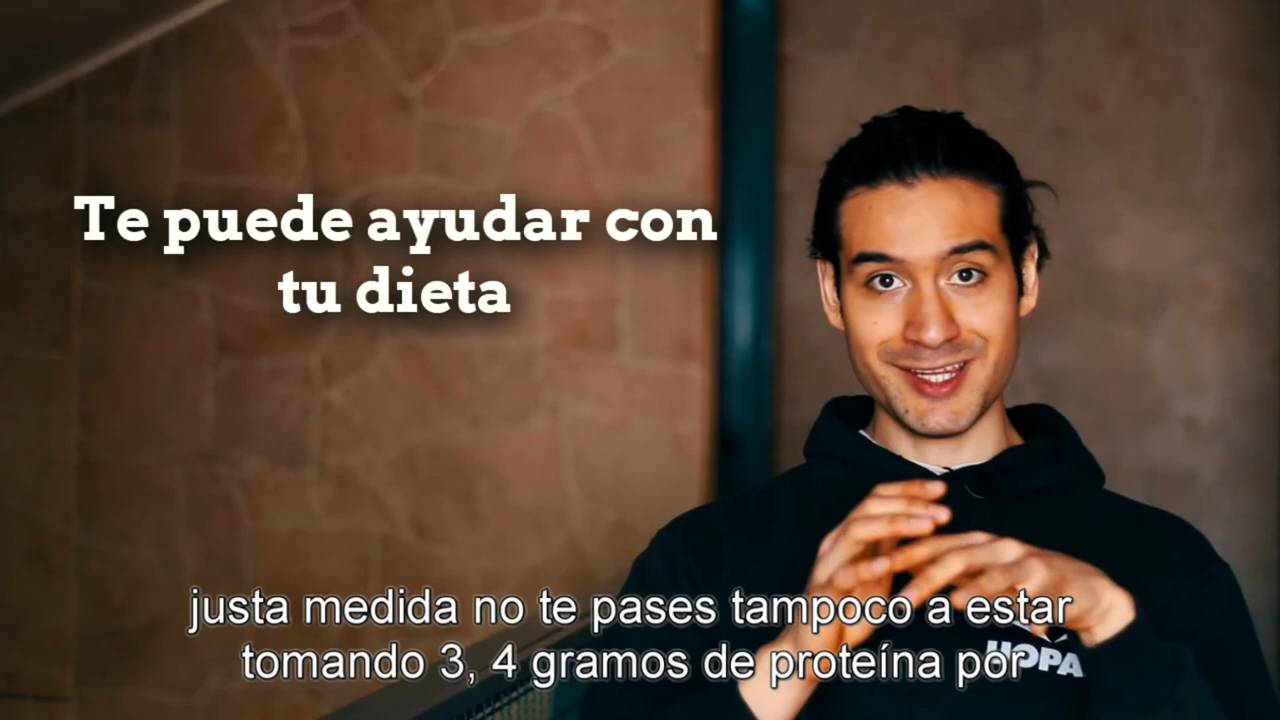 Te puede ayudar con
tu dieta
justa medida no te pases tampoco a estar
tomando 3, 4 gramos de proteína por
HOPA